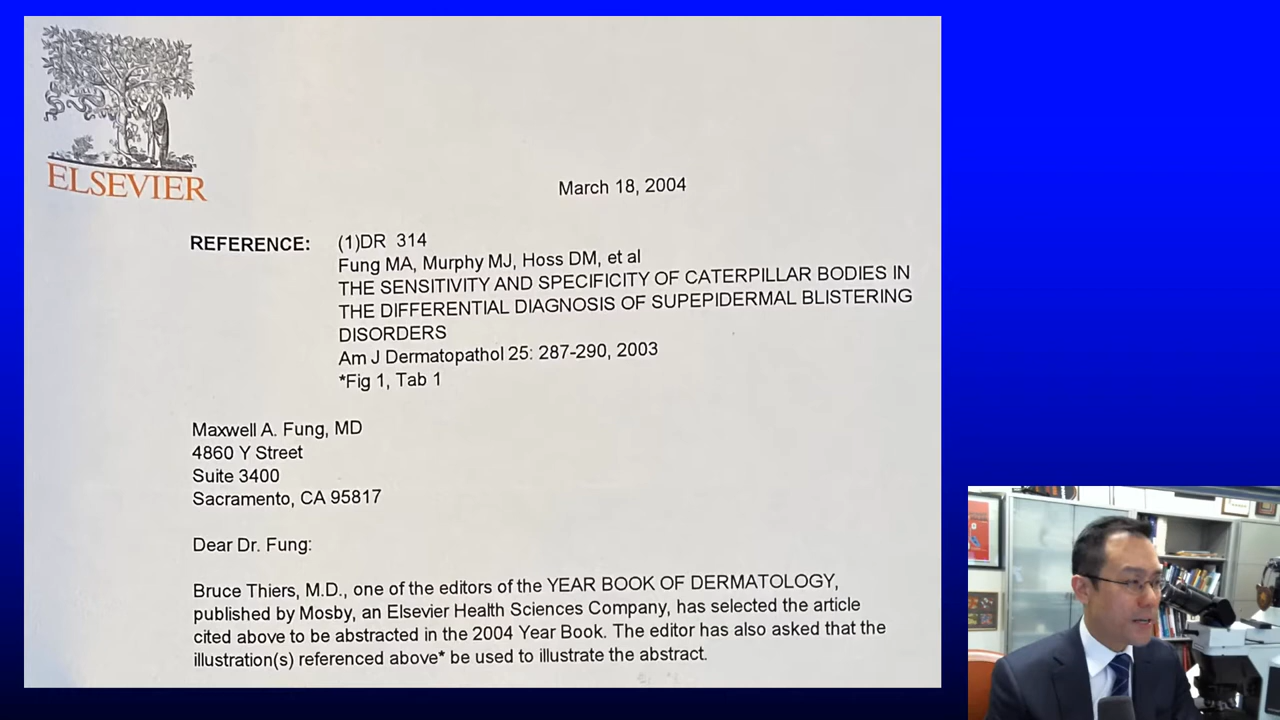 ELSEVIER
March 18, 2004
REFERENCE: (1)DR 314
Fung MA, Murphy MJ, Hoss DM, et al
THE SENSITIVITY AND SPECIFICITY OF CATERPILLAR BODIES IN
THE DIFFERENTIAL DIAGNOSIS OF SUPEPIDERMAL BLISTERING
DISORDERS
Am J Dermatopathol 25: 287-290, 2003
*Fig 1, Tab 1
Maxwell A. Fung, MD
4860 Y Street
Suite 3400
Sacramento, CA 95817
Dear Dr. Fung:
Bruce Thiers, M.D., one of the editors of the YEAR BOOK OF DERMATOLOGY,
published by Mosby, an Elsevier Health Sciences Company, has selected the article
cited above to be abstracted in the 2004 Year Book. The editor has also asked that the
illustration(s) referenced above* be used to illustrate the abstract.